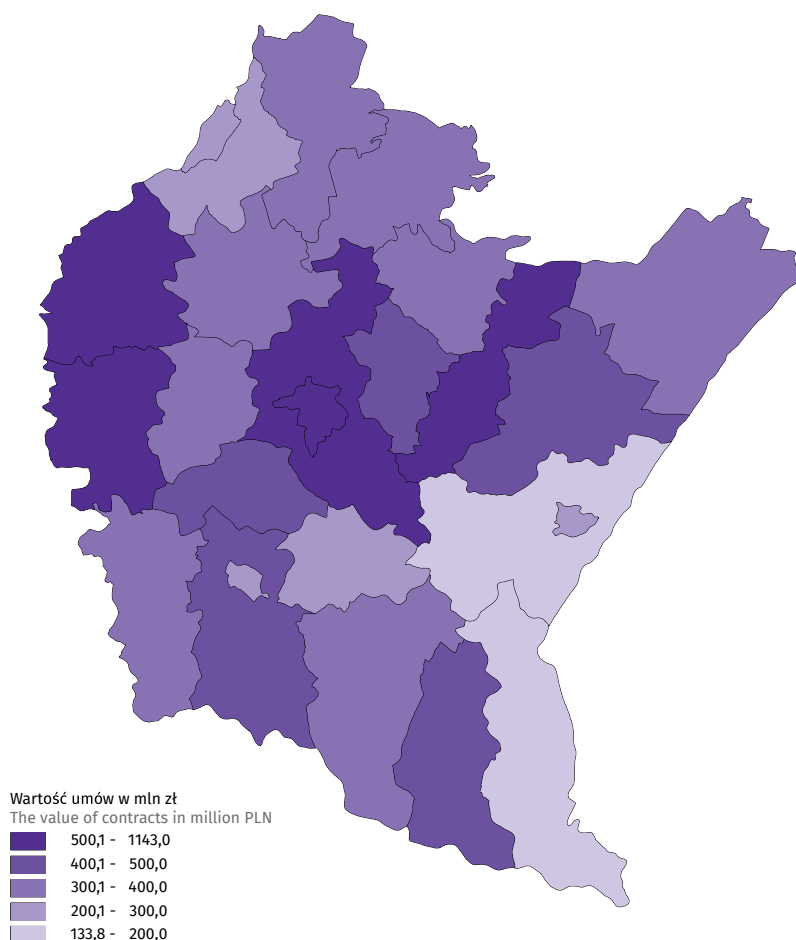 Wartość umów w mln zł
The value of contracts in million PLN
500,1 - 1143,0
400,1 - 500,0
300,1 - 400,0
200,1 - 300,0
133,8 - 200,0